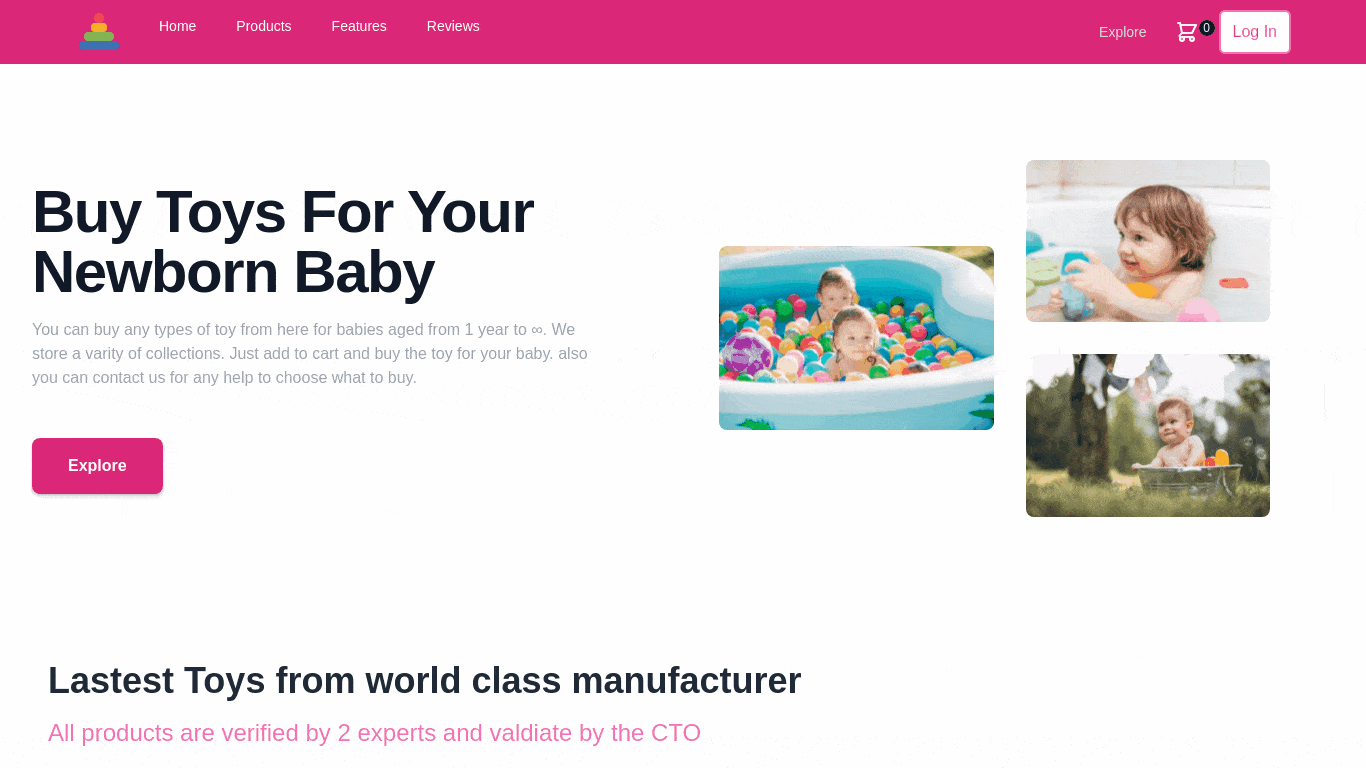 Home Products Features Reviews Explore 0 Log In
Buy Toys For Your
Newborn Baby
You can buy any types of toy from here for babies aged from 1 year to ∞. We
store a varity of collections. Just add to cart and buy the toy for your baby. also
you can contact us for any help to choose what to buy.
Explore
Lastest Toys from world class manufacturer
All products are verified by 2 experts and valdiate by the CTO